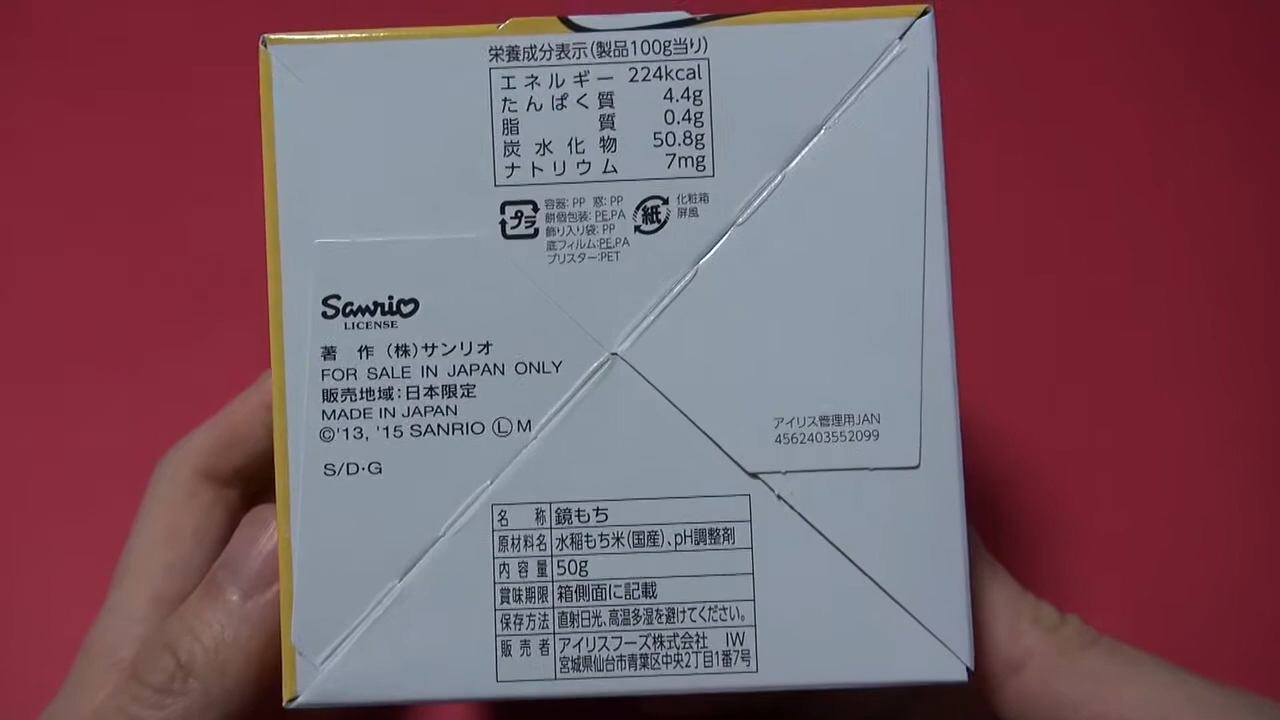 栄養成分表示(製品100g当り)
エネルギー 224kcal
たんぱく質 4.4g
脂質 0.4g
炭水化物 50.8g
ナトリウム 7mg
プラ
容器: PP 窓: PP
餅個包装: PE,PA
飾り入り袋: PP
底フィルム:PE,PA
ブリスター:PET
紙
化粧箱
屏風
Sanrio
LICENSE
著 作 (株)サンリオ
FOR SALE IN JAPAN ONLY
販売地域:日本限定
MADE IN JAPAN
©'13, '15 SANRIO Ⓛ M
S/D·G
アイリス管理用JAN
4562403552099
名 称 鏡もち
原材料名 水稲もち米(国産)、pH調整剤
内容量 50g
賞味期限 箱側面に記載
保存方法 直射日光、高温多湿を避けてください。
販売者 アイリスフーズ株式会社 IW
宮城県仙台市青葉区中央2丁目1番7号